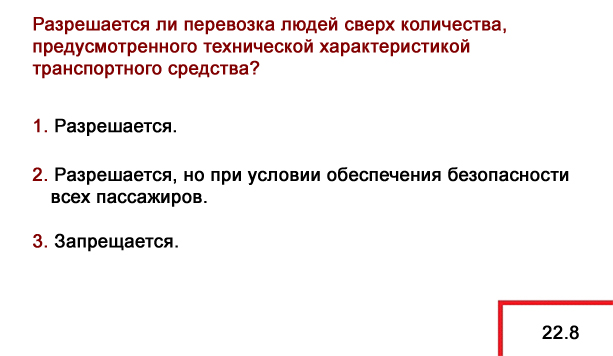 Разрешается ли перевозка людей сверх количества,
предусмотренного технической характеристикой
транспортного средства?
1. Разрешается.
2. Разрешается, но при условии обеспечения безопасности
всех пассажиров.
3. Запрещается.
22.8